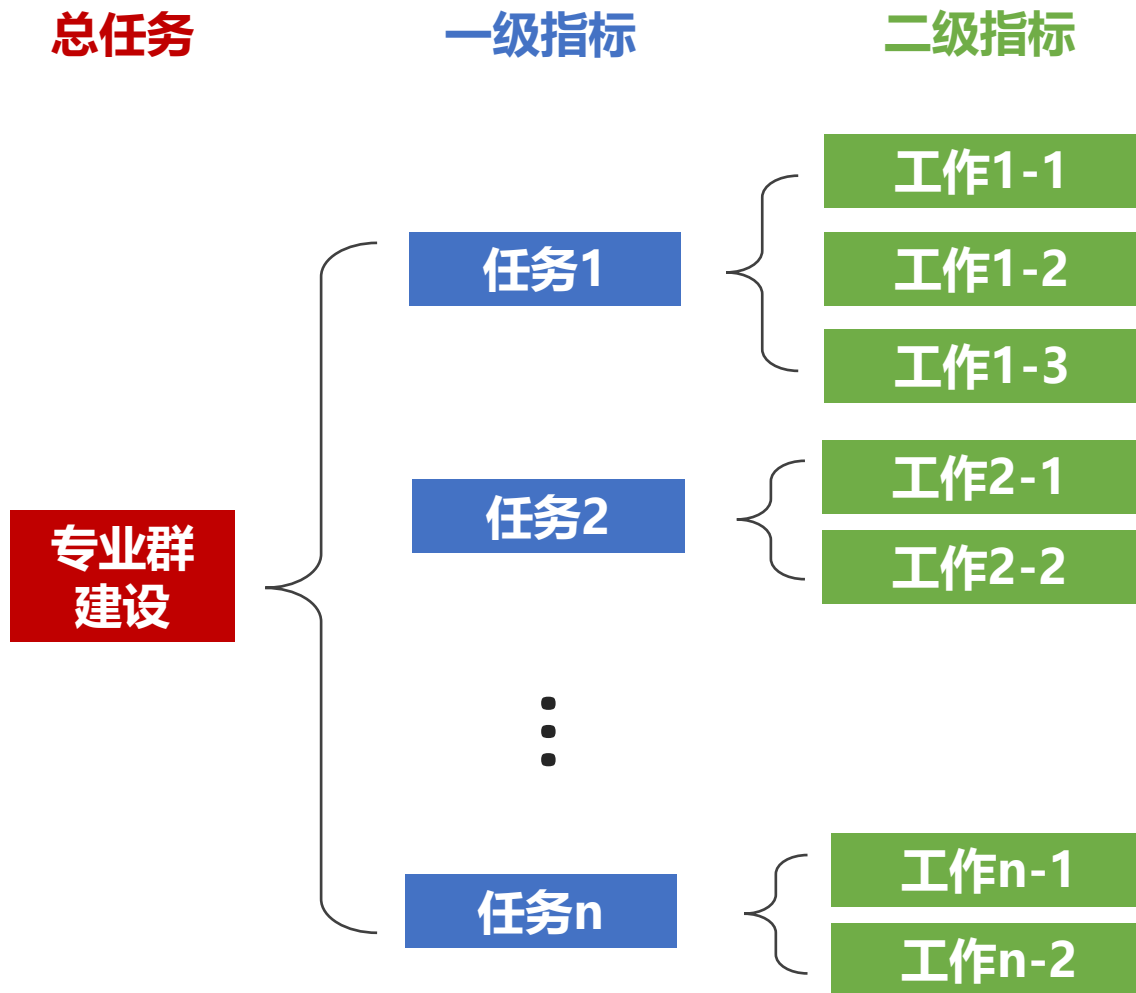 总任务
一级指标
二级指标
工作1-1
任务1
工作1-2
工作1-3
工作2-1
任务2
工作2-2
专业群
建设
工作n-1
任务n
工作n-2